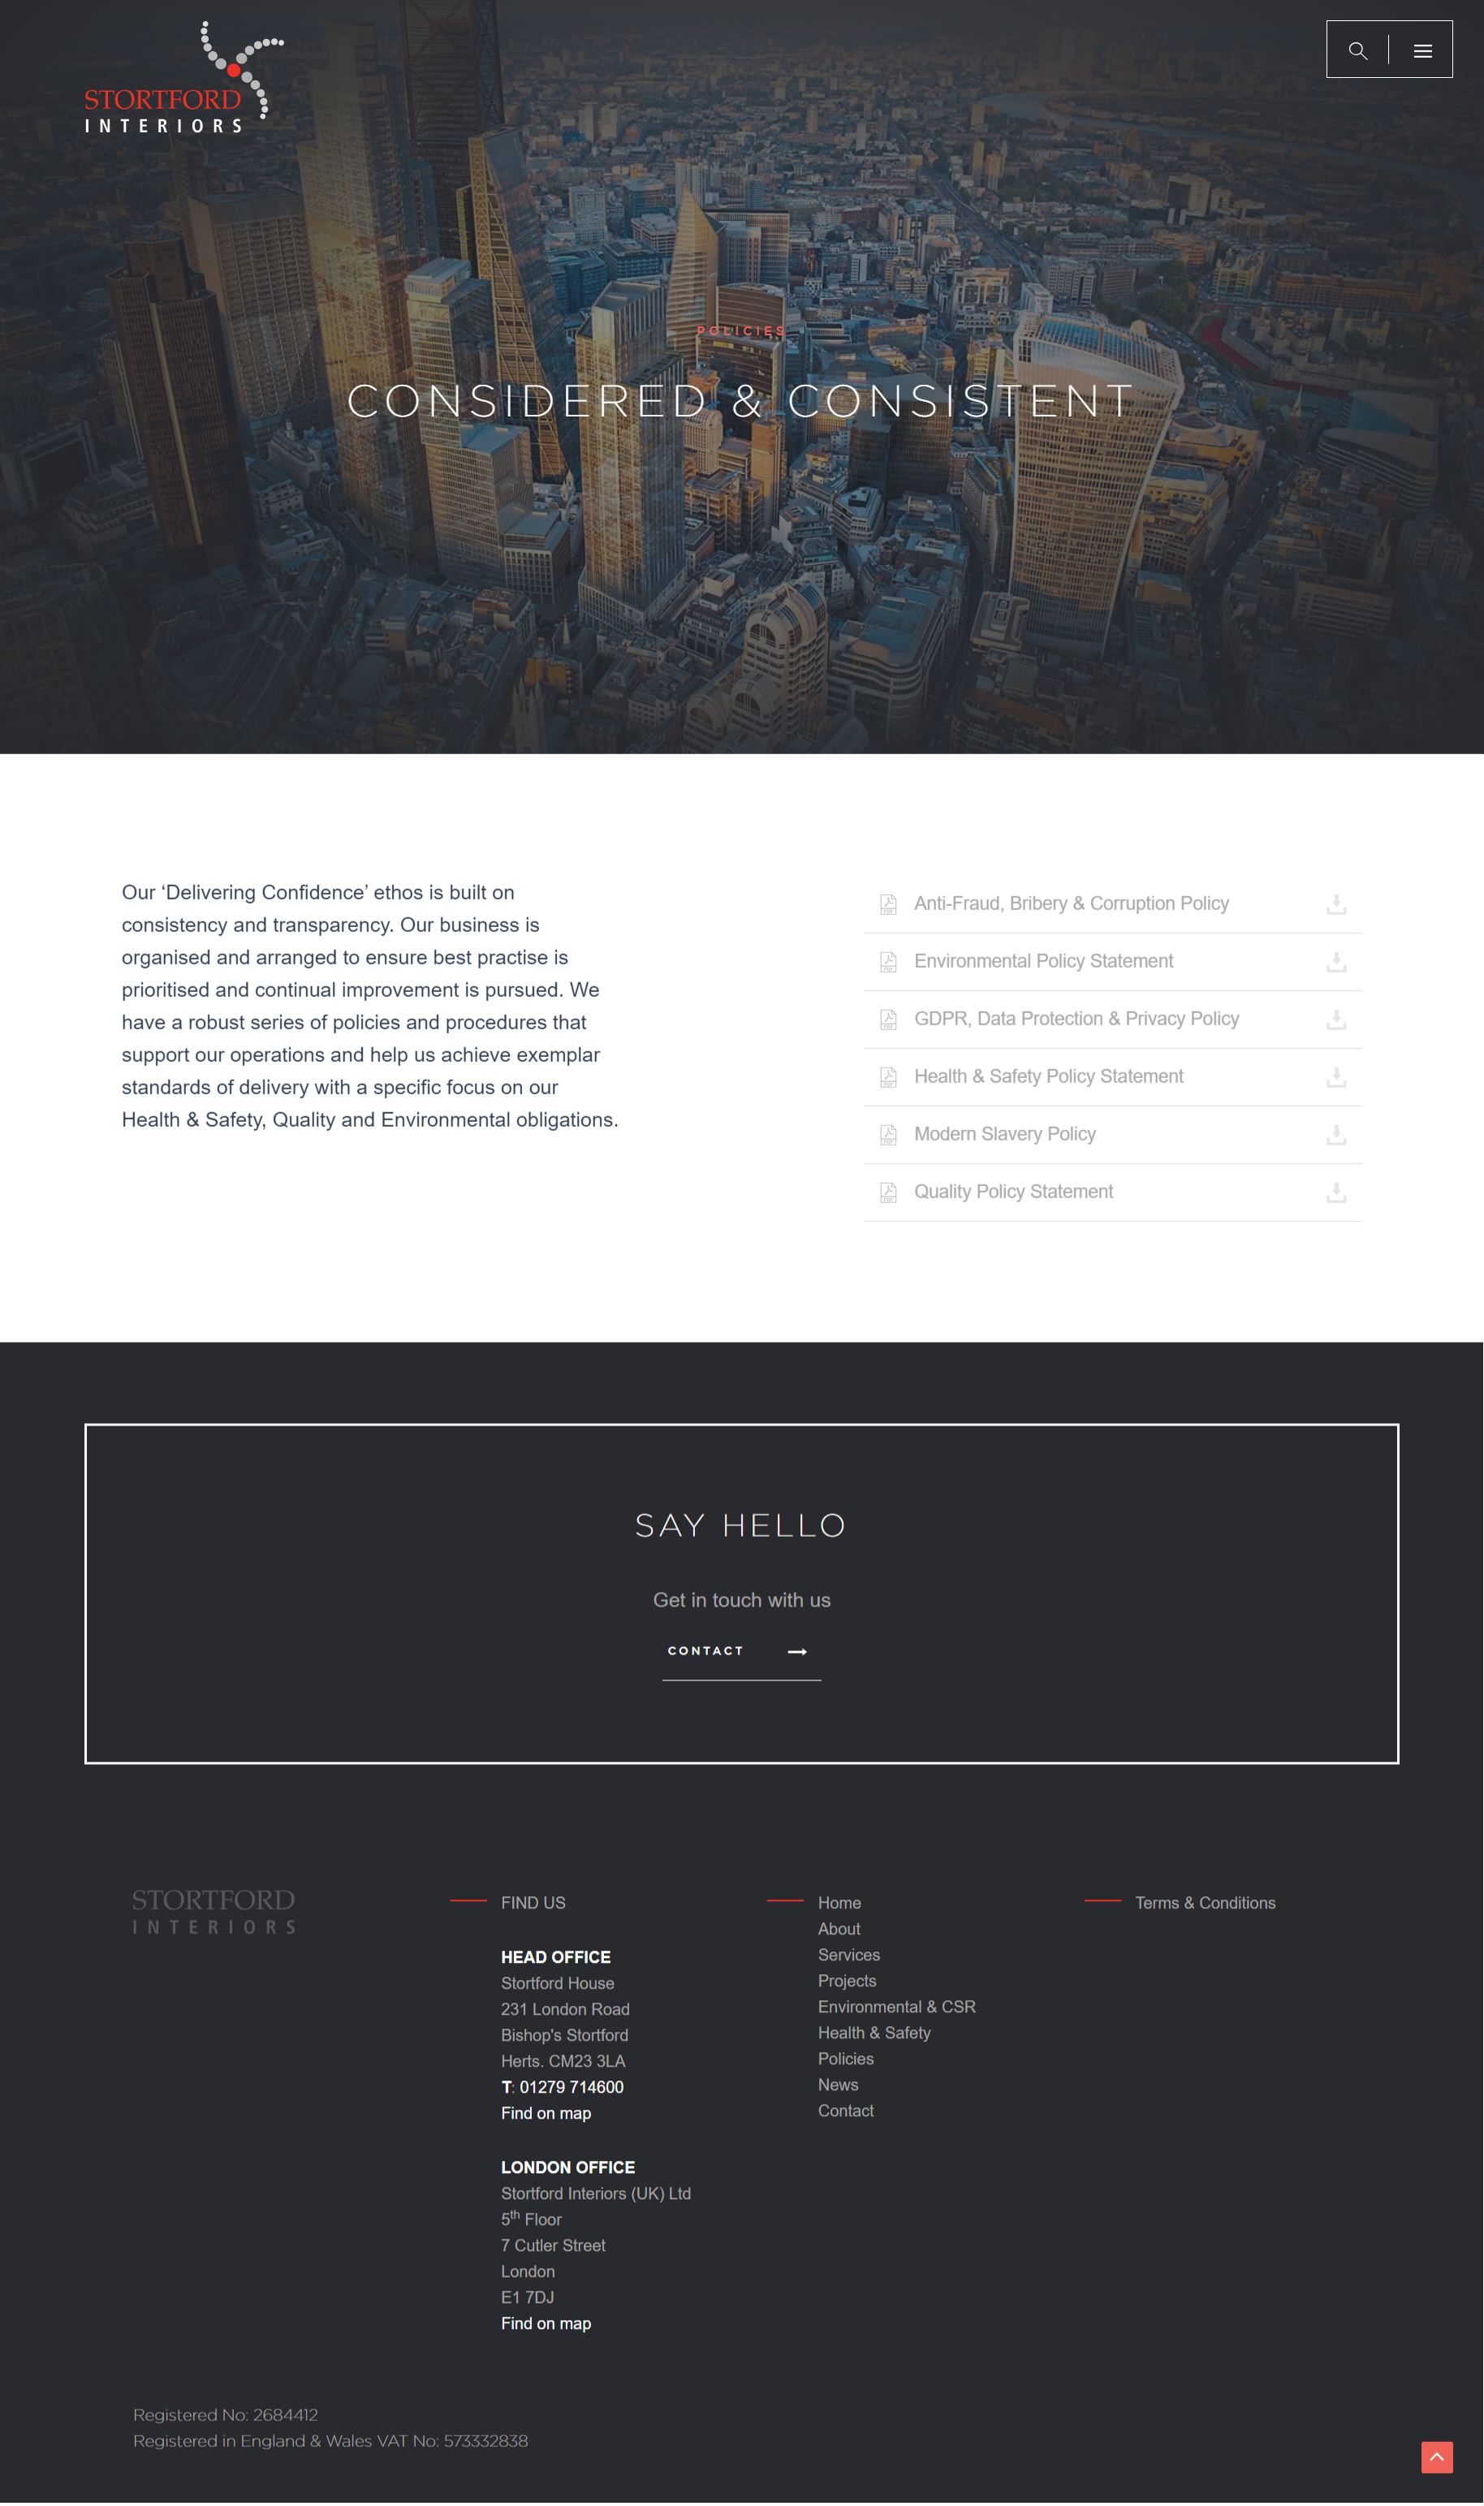 STORTFORD
INTERIORS
POLICIES
CONSIDERED & CONSISTENT
Our ‘Delivering Confidence’ ethos is built on
consistency and transparency. Our business is
organised and arranged to ensure best practise is
prioritised and continual improvement is pursued. We
have a robust series of policies and procedures that
support our operations and help us achieve exemplar
standards of delivery with a specific focus on our
Health & Safety, Quality and Environmental obligations.
Anti-Fraud, Bribery & Corruption Policy
Environmental Policy Statement
GDPR, Data Protection & Privacy Policy
Health & Safety Policy Statement
Modern Slavery Policy
Quality Policy Statement
SAY HELLO
Get in touch with us
CONTACT
STORTFORD
INTERIORS
FIND US
HEAD OFFICE
Stortford House
231 London Road
Bishop's Stortford
Herts. CM23 3LA
T: 01279 714600
Find on map
LONDON OFFICE
Stortford Interiors (UK) Ltd
5th Floor
7 Cutler Street
London
E1 7DJ
Find on map
Home
About
Services
Projects
Environmental & CSR
Health & Safety
Policies
News
Contact
Terms & Conditions
Registered No: 2684412
Registered in England & Wales VAT No: 573332838